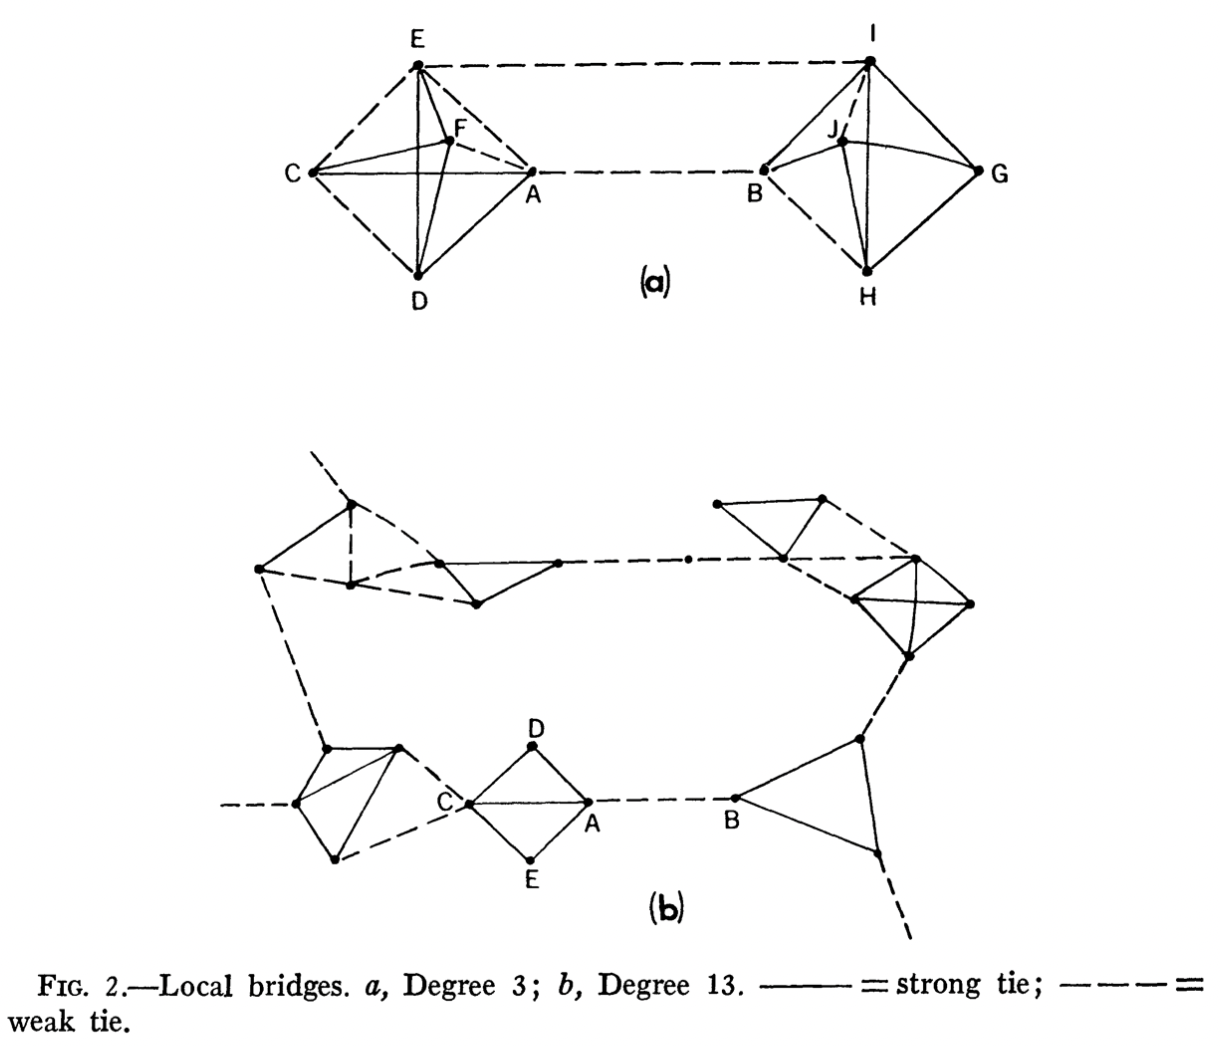 E
I
F
J
C
A
B
G
D
H
(a)
D
C
A
B
E
(b)
FIG. 2.—Local bridges. a, Degree 3; b, Degree 13. ——— = strong tie; – – – – =
weak tie.